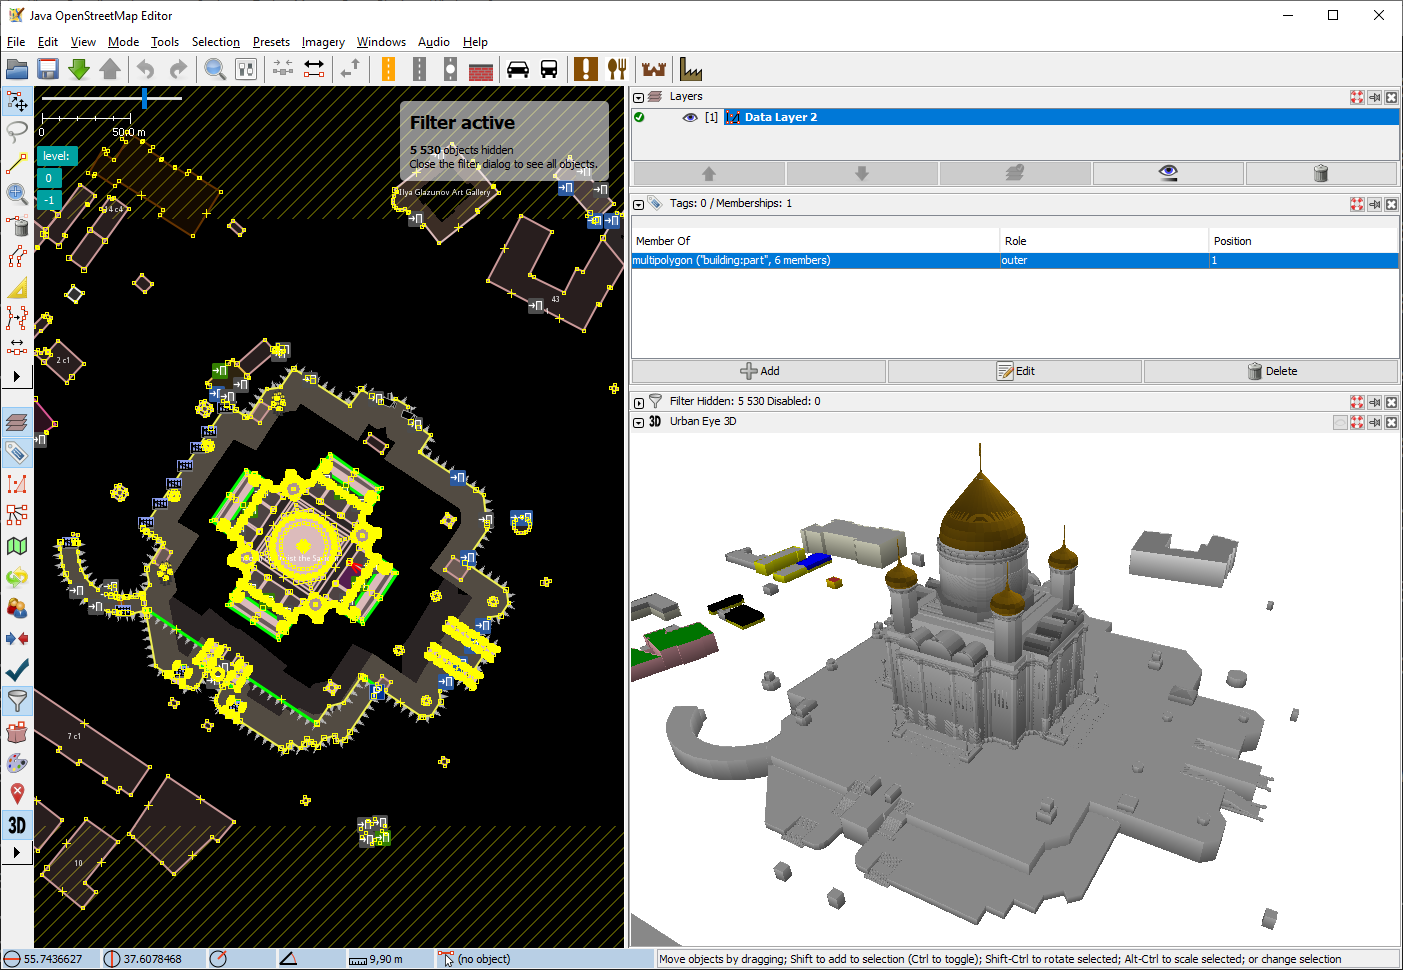 Java OpenStreetMap Editor
File Edit View Mode Tools Selection Presets Imagery Windows Audio Help
0 50,0 m
level:
0
-1
Filter active
5 530 objects hidden
Close the filter dialog to see all objects.
Ilya Glazunov Art Gallery
4 c4
43
2 c1
7 c1
10
Layers
[1] Data Layer 2
Tags: 0 / Memberships: 1
Member Of Role Position
multipolygon ("building:part", 6 members) outer 1
Add Edit Delete
Filter Hidden: 5 530 Disabled: 0
3D Urban Eye 3D
3D
55.7436627 37.6078468 9,90 m (no object) Move objects by dragging; Shift to add to selection (Ctrl to toggle); Shift-Ctrl to rotate selected; Alt-Ctrl to scale selected; or change selection